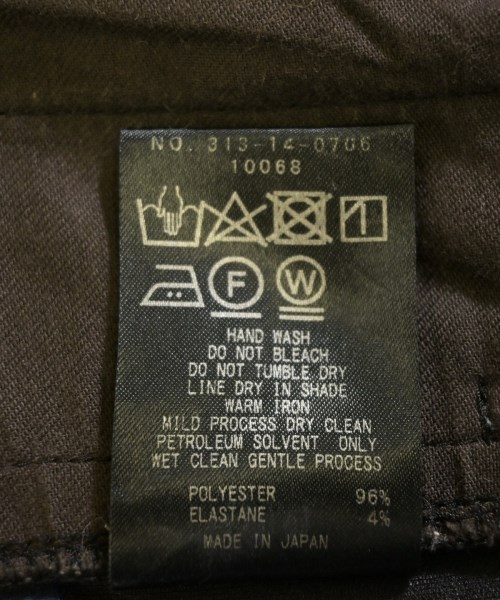 NO. 313-14-0706
10068
F W
HAND WASH
DO NOT BLEACH
DO NOT TUMBLE DRY
LINE DRY IN SHADE
WARM IRON
MILD PROCESS DRY CLEAN
PETROLEUM SOLVENT ONLY
WET CLEAN GENTLE PROCESS
POLYESTER 96%
ELASTANE 4%
MADE IN JAPAN